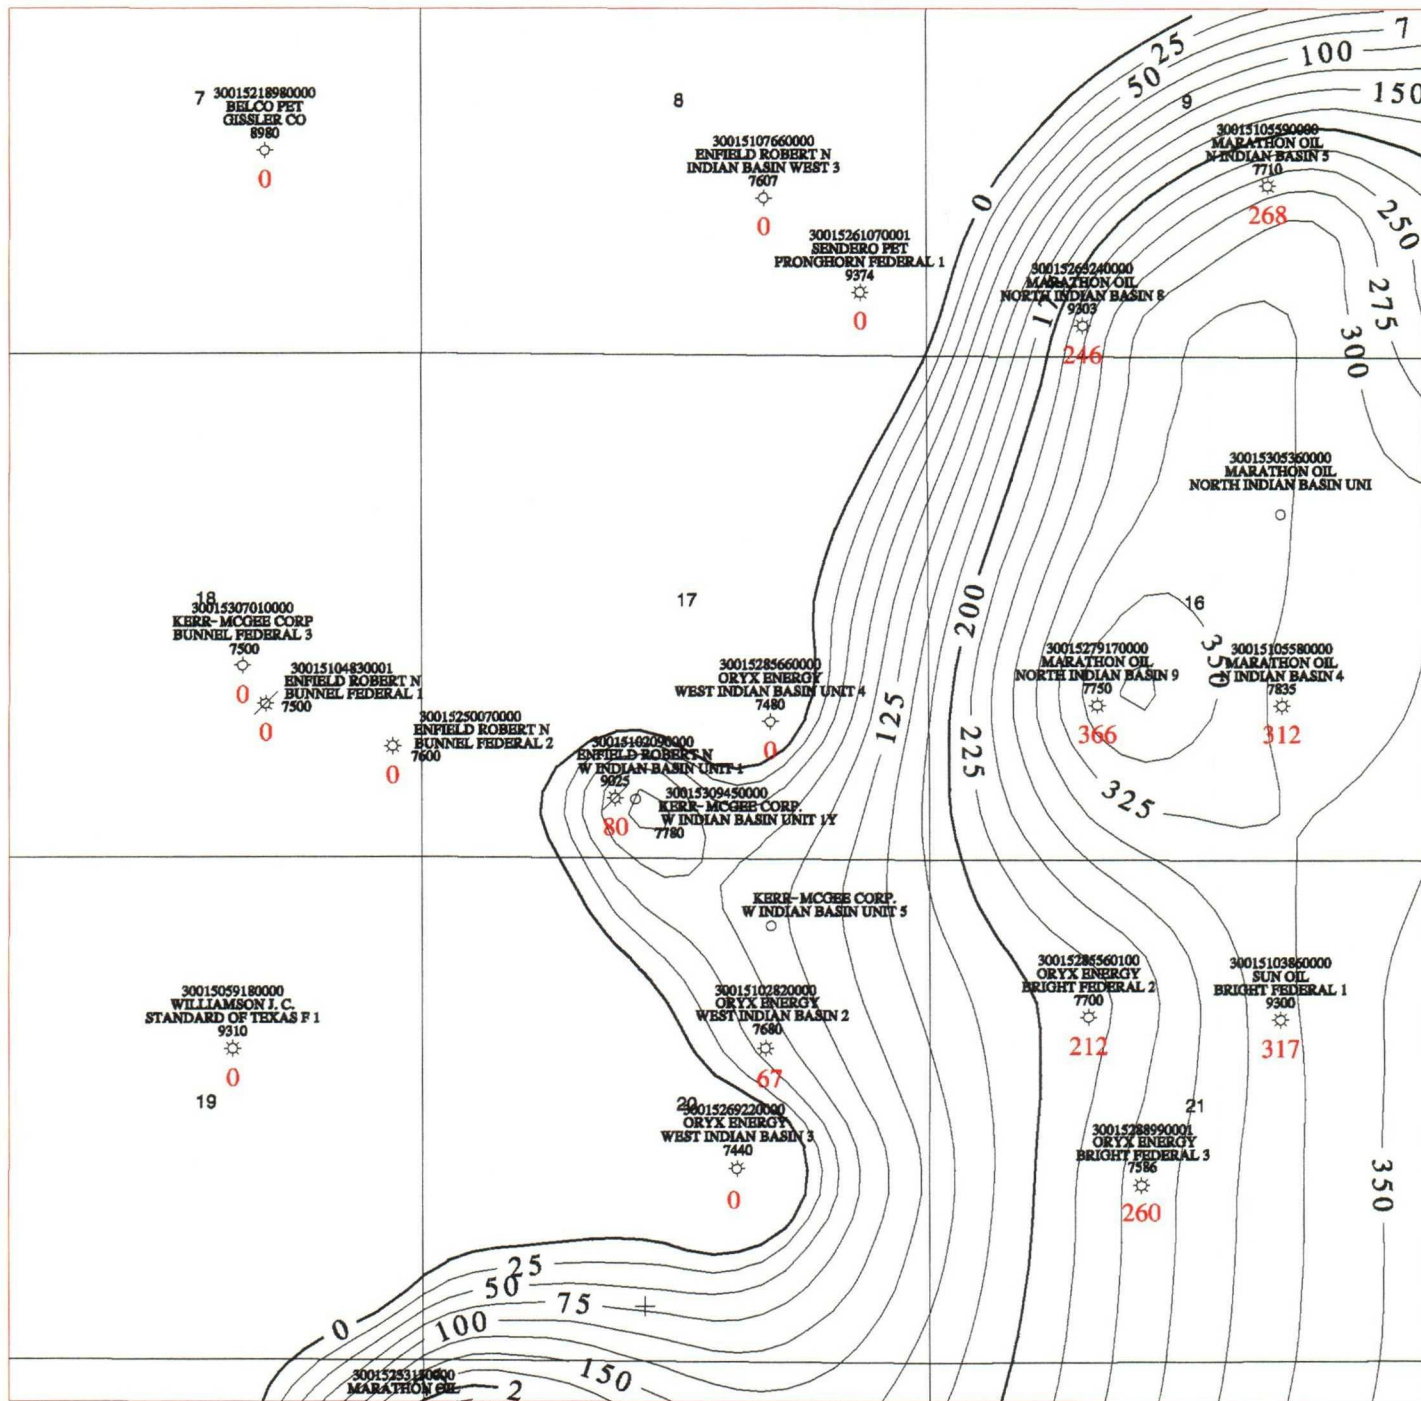 7
30015218980000
BELCO PET
GISSLER CO
8980
0
8
30015107660000
ENFIELD ROBERT N
INDIAN BASIN WEST 3
7607
0
30015261070001
SENDERO PET
PRONGHORN FEDERAL 1
9374
0
25
50
7
100
150
9
30015105590000
MARATHON OIL
N INDIAN BASIN 5
7710
268
0
250
275
300
30015263240000
MARATHON OIL
NORTH INDIAN BASIN 8
9303
246
17
30015305360000
MARATHON OIL
NORTH INDIAN BASIN UNI
18
30015307010000
KERR-MCGEE CORP
BUNNEL FEDERAL 3
7500
0
30015104830001
ENFIELD ROBERT N
BUNNEL FEDERAL 1
7500
0
30015250070000
ENFIELD ROBERT N
BUNNEL FEDERAL 2
7600
0
17
30015285660000
ORYX ENERGY
WEST INDIAN BASIN UNIT 4
7480
0
30015102090000
ENFIELD ROBERT N
W INDIAN BASIN UNIT 1
9025
80
30015309450000
KERR-MCGEE CORP.
W INDIAN BASIN UNIT 1Y
7780
125
200
225
16
30015279170000
MARATHON OIL
NORTH INDIAN BASIN 9
7750
366
350
30015105580000
MARATHON OIL
N INDIAN BASIN 4
7835
312
325
KERR-MCGEE CORP.
W INDIAN BASIN UNIT 5
30015059180000
WILLIAMSON J. C.
STANDARD OF TEXAS F 1
9310
0
19
30015102820000
ORYX ENERGY
WEST INDIAN BASIN 2
7680
67
20
30015269220000
ORYX ENERGY
WEST INDIAN BASIN 3
7440
0
30015285560100
ORYX ENERGY
BRIGHT FEDERAL 2
7700
212
30015103860000
SUN OIL
BRIGHT FEDERAL 1
9300
317
21
30015288990001
ORYX ENERGY
BRIGHT FEDERAL 3
7586
260
350
25
50
75
0
100
150
2
MARATHON OIL